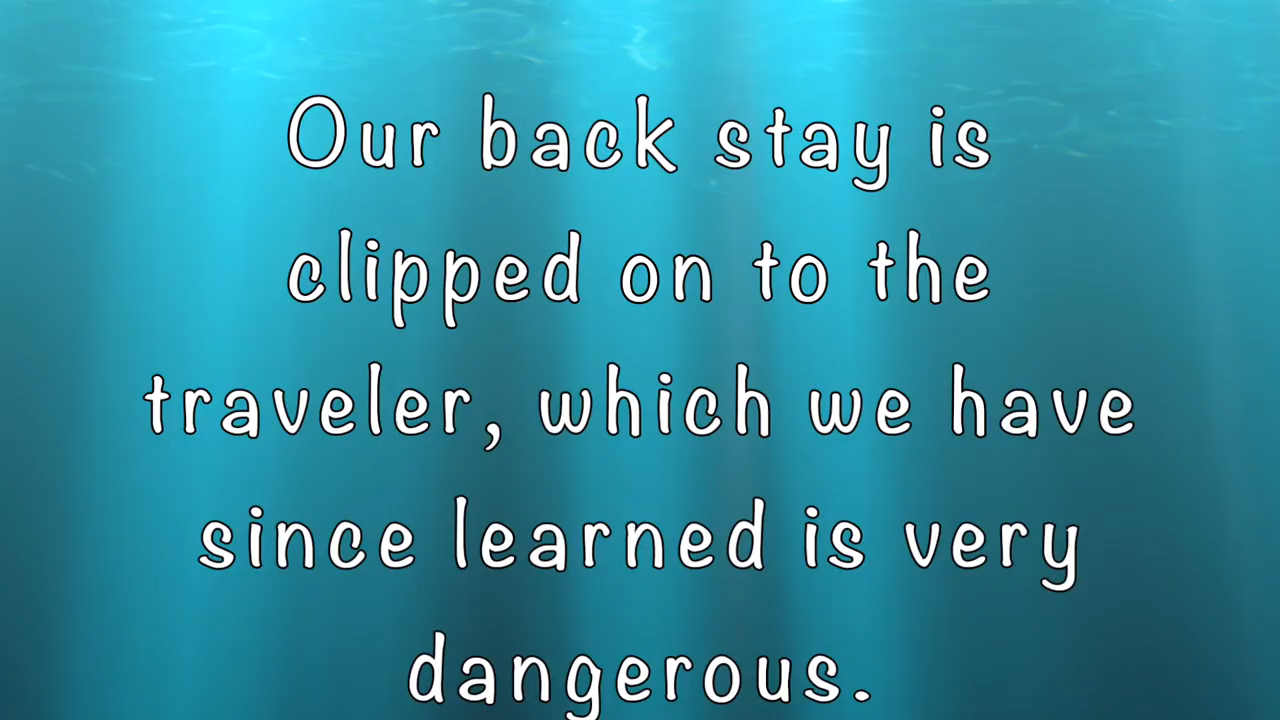 Our back stay is
clipped on to the
traveler, which we have
since learned is very
dangerous.